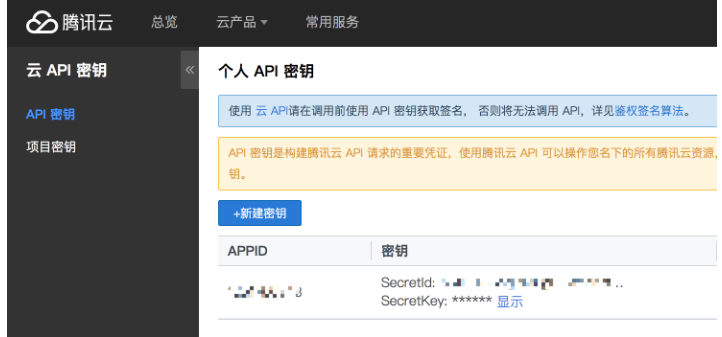 腾讯云 总览 云产品 常用服务
云 API 密钥
个人 API 密钥
使用 云 API请在调用前使用 API 密钥获取签名， 否则将无法调用 API，详见鉴权签名算法。
API 密钥
项目密钥
API 密钥是构建腾讯云 API 请求的重要凭证，使用腾讯云 API 可以操作您名下的所有腾讯云资源，
钥。
+新建密钥
APPID 密钥
SecretId:
SecretKey: ****** 显示